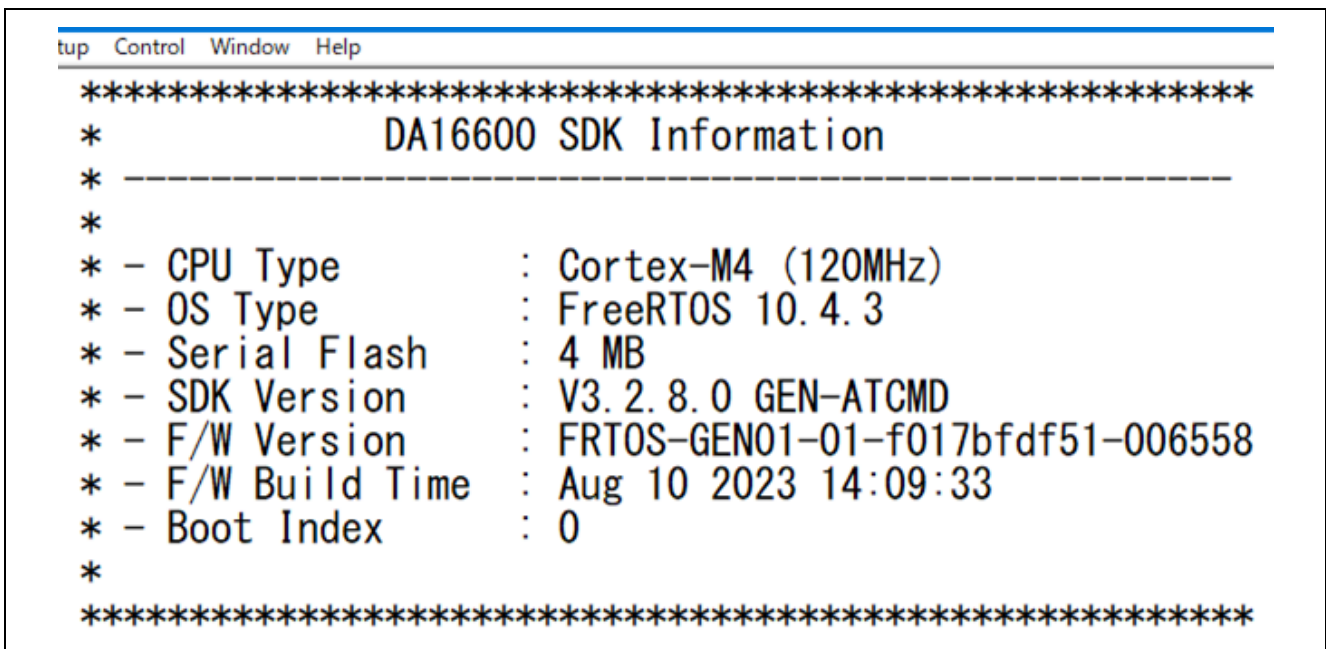 tup Control Window Help
******************************************************
* DA16600 SDK Information
* ---------------------------------------------------
*
* - CPU Type : Cortex-M4 (120MHz)
* - OS Type : FreeRTOS 10.4.3
* - Serial Flash : 4 MB
* - SDK Version : V3.2.8.0 GEN-ATCMD
* - F/W Version : FRTOS-GEN01-01-f017bfdf51-006558
* - F/W Build Time : Aug 10 2023 14:09:33
* - Boot Index : 0
*
******************************************************